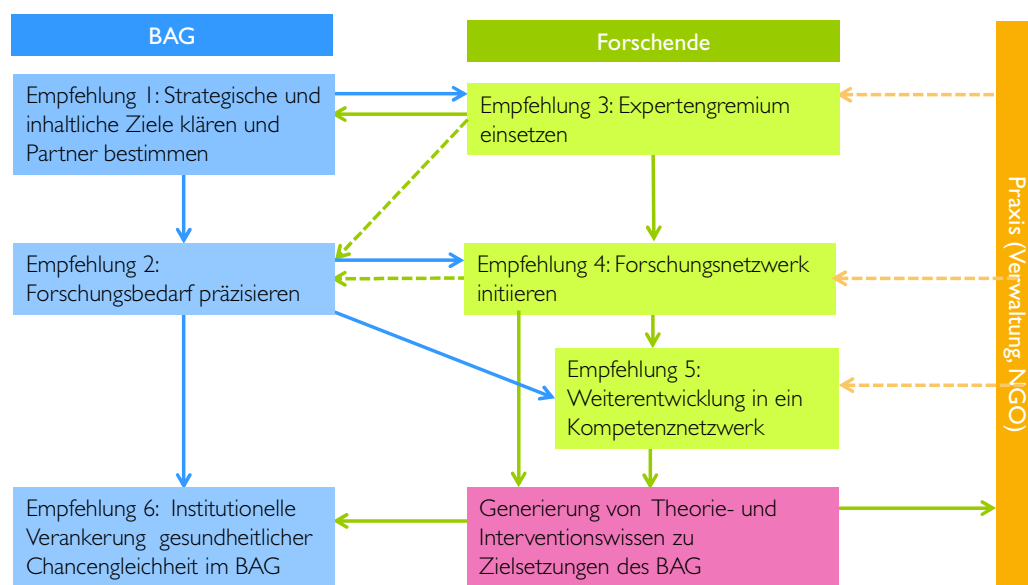 BAG
Forschende
Empfehlung 1: Strategische und
inhaltliche Ziele klären und
Partner bestimmen
Empfehlung 3: Expertengremium
einsetzen
Empfehlung 2:
Forschungsbedarf präzisieren
Empfehlung 4: Forschungsnetzwerk
initiieren
Empfehlung 5:
Weiterentwicklung in ein
Kompetenznetzwerk
Empfehlung 6: Institutionelle
Verankerung gesundheitlicher
Chancengleichheit im BAG
Generierung von Theorie- und
Interventionswissen zu
Zielsetzungen des BAG
Praxis (Verwaltung, NGO)